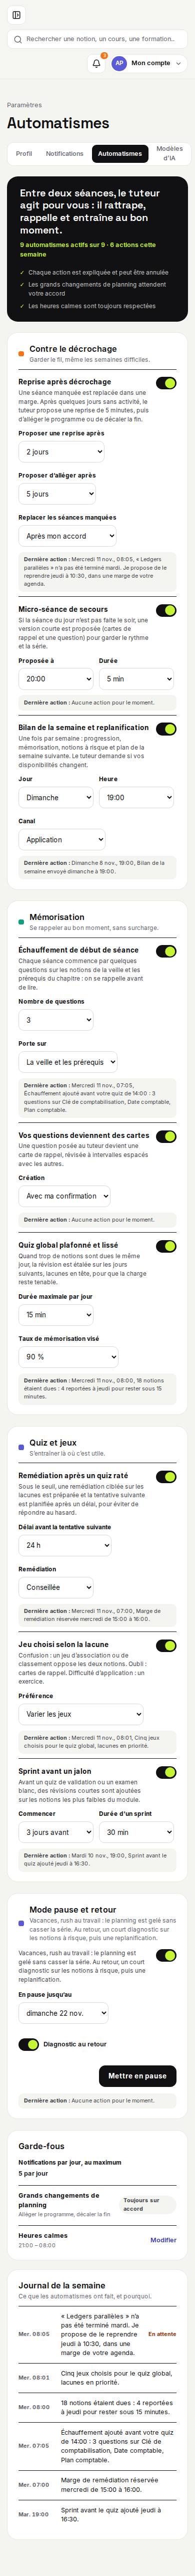 Rechercher une notion, un cours, une formation..
3
AP Mon compte
Paramètres
Automatismes
Profil
Notifications
Automatismes
Modèles
d'IA
Entre deux séances, le tuteur
agit pour vous : il rattrape,
rappelle et entraîne au bon
moment.
9 automatismes actifs sur 9 · 6 actions cette
semaine
✓ Chaque action est expliquée et peut être annulée
✓ Les grands changements de planning attendent
votre accord
✓ Les heures calmes sont toujours respectées
Contre le décrochage
Garder le fil, même les semaines difficiles.
Reprise après décrochage
Une séance manquée est replacée dans une
marge. Après quelques jours sans activité, le
tuteur propose une reprise de 5 minutes, puis
d'alléger le programme ou de décaler la fin.
Proposer une reprise après
2 jours
Proposer d'alléger après
5 jours
Replacer les séances manquées
Après mon accord
Dernière action : Mercredi 11 nov., 08:05, « Ledgers
parallèles » n'a pas été terminé mardi. Je propose de le
reprendre jeudi à 10:30, dans une marge de votre
agenda.
Micro-séance de secours
Si la séance du jour n'est pas faite le soir, une
version courte est proposée (cartes de
rappel et une question) pour garder le rythme
et la série.
Proposée à
Durée
20:00
5 min
Dernière action : Aucune action pour le moment.
Bilan de la semaine et replanification
Une fois par semaine : progression,
mémorisation, notions à risque et plan de la
semaine suivante. Le tuteur demande si vos
disponibilités changent.
Jour
Heure
Dimanche
19:00
Canal
Application
Dernière action : Dimanche 8 nov., 19:00, Bilan de la
semaine envoyé dimanche à 19:00.
Mémorisation
Se rappeler au bon moment, sans surcharge.
Échauffement de début de séance
Chaque séance commence par quelques
questions sur les notions de la veille et les
prérequis du chapitre : on se rappelle avant
de lire.
Nombre de questions
3
Porte sur
La veille et les prérequis
Dernière action : Mercredi 11 nov., 07:05,
Échauffement ajouté avant votre quiz de 14:00 : 3
questions sur Clé de comptabilisation, Date comptable,
Plan comptable.
Vos questions deviennent des cartes
Une question posée au tuteur devient une
carte de rappel, révisée à intervalles espacés
avec les autres.
Création
Avec ma confirmation
Dernière action : Aucune action pour le moment.
Quiz global plafonné et lissé
Quand trop de notions sont dues le même
jour, la révision est étalée sur les jours
suivants, lacunes en tête, pour que la charge
reste tenable.
Durée maximale par jour
15 min
Taux de mémorisation visé
90 %
Dernière action : Mercredi 11 nov., 08:00, 18 notions
étaient dues : 4 reportées à jeudi pour rester sous 15
minutes.
Quiz et jeux
S'entraîner là où c'est utile.
Remédiation après un quiz raté
Sous le seuil, une remédiation ciblée sur les
lacunes est préparée et la tentative suivante
est planifiée après un délai, pour éviter de
répondre au hasard.
Délai avant la tentative suivante
24 h
Remédiation
Conseillée
Dernière action : Mercredi 11 nov., 07:00, Marge de
remédiation réservée mercredi de 15:00 à 16:00.
Jeu choisi selon la lacune
Confusion : un jeu d'association ou de
classement oppose les deux notions. Oubli :
cartes de rappel. Difficulté d'application : un
exercice.
Préférence
Varier les jeux
Dernière action : Mercredi 11 nov., 08:01, Cinq jeux
choisis pour le quiz global, lacunes en priorité.
Sprint avant un jalon
Avant un quiz de validation ou un examen
blanc, des révisions courtes sont ajoutées
sur les notions les plus faibles du module.
Commencer
Durée d'un sprint
3 jours avant
30 min
Dernière action : Mardi 10 nov., 19:00, Sprint avant le
quiz ajouté jeudi à 16:30.
Mode pause et retour
Vacances, rush au travail : le planning est gelé sans
casser la série. Au retour, un court diagnostic sur
les notions à risque, puis une replanification.
Vacances, rush au travail : le planning est
gelé sans casser la série. Au retour, un court
diagnostic sur les notions à risque, puis une
replanification.
En pause jusqu'au
dimanche 22 nov.
Diagnostic au retour
Mettre en pause
Dernière action : Aucune action pour le moment.
Garde-fous
Notifications par jour, au maximum
5 par jour
Grands changements de
planning
Alléger le programme, décaler la fin
Toujours sur
accord
Heures calmes
21:00 – 08:00
Modifier
Journal de la semaine
Ce que les automatismes ont fait, et pourquoi.
Mer. 08:05
« Ledgers parallèles » n'a
pas été terminé mardi. Je
propose de le reprendre
jeudi à 10:30, dans une
marge de votre agenda.
En attente
Mer. 08:01
Cinq jeux choisis pour le quiz global,
lacunes en priorité.
Mer. 08:00
18 notions étaient dues : 4 reportées
à jeudi pour rester sous 15 minutes.
Mer. 07:05
Échauffement ajouté avant votre quiz
de 14:00 : 3 questions sur Clé de
comptabilisation, Date comptable,
Plan comptable.
Mer. 07:00
Marge de remédiation réservée
mercredi de 15:00 à 16:00.
Mar. 19:00
Sprint avant le quiz ajouté jeudi à
16:30.